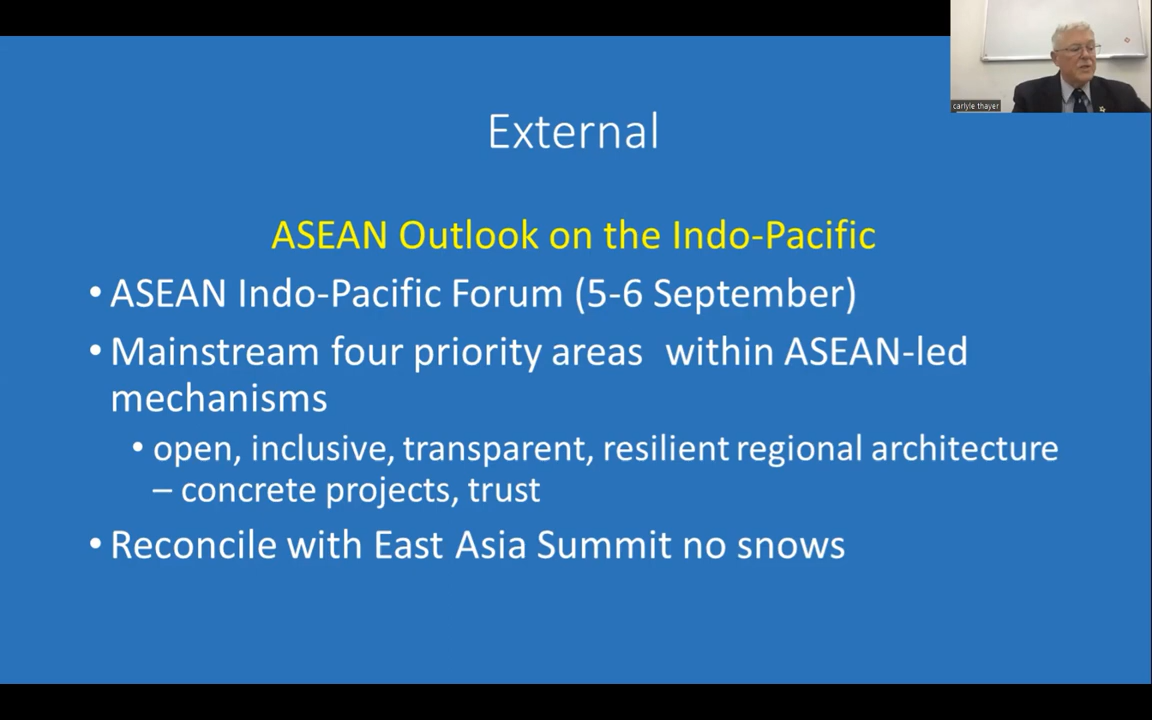 carlyle thayer
External
ASEAN Outlook on the Indo-Pacific
• ASEAN Indo-Pacific Forum (5-6 September)
• Mainstream four priority areas within ASEAN-led
mechanisms
• open, inclusive, transparent, resilient regional architecture
– concrete projects, trust
• Reconcile with East Asia Summit no snows